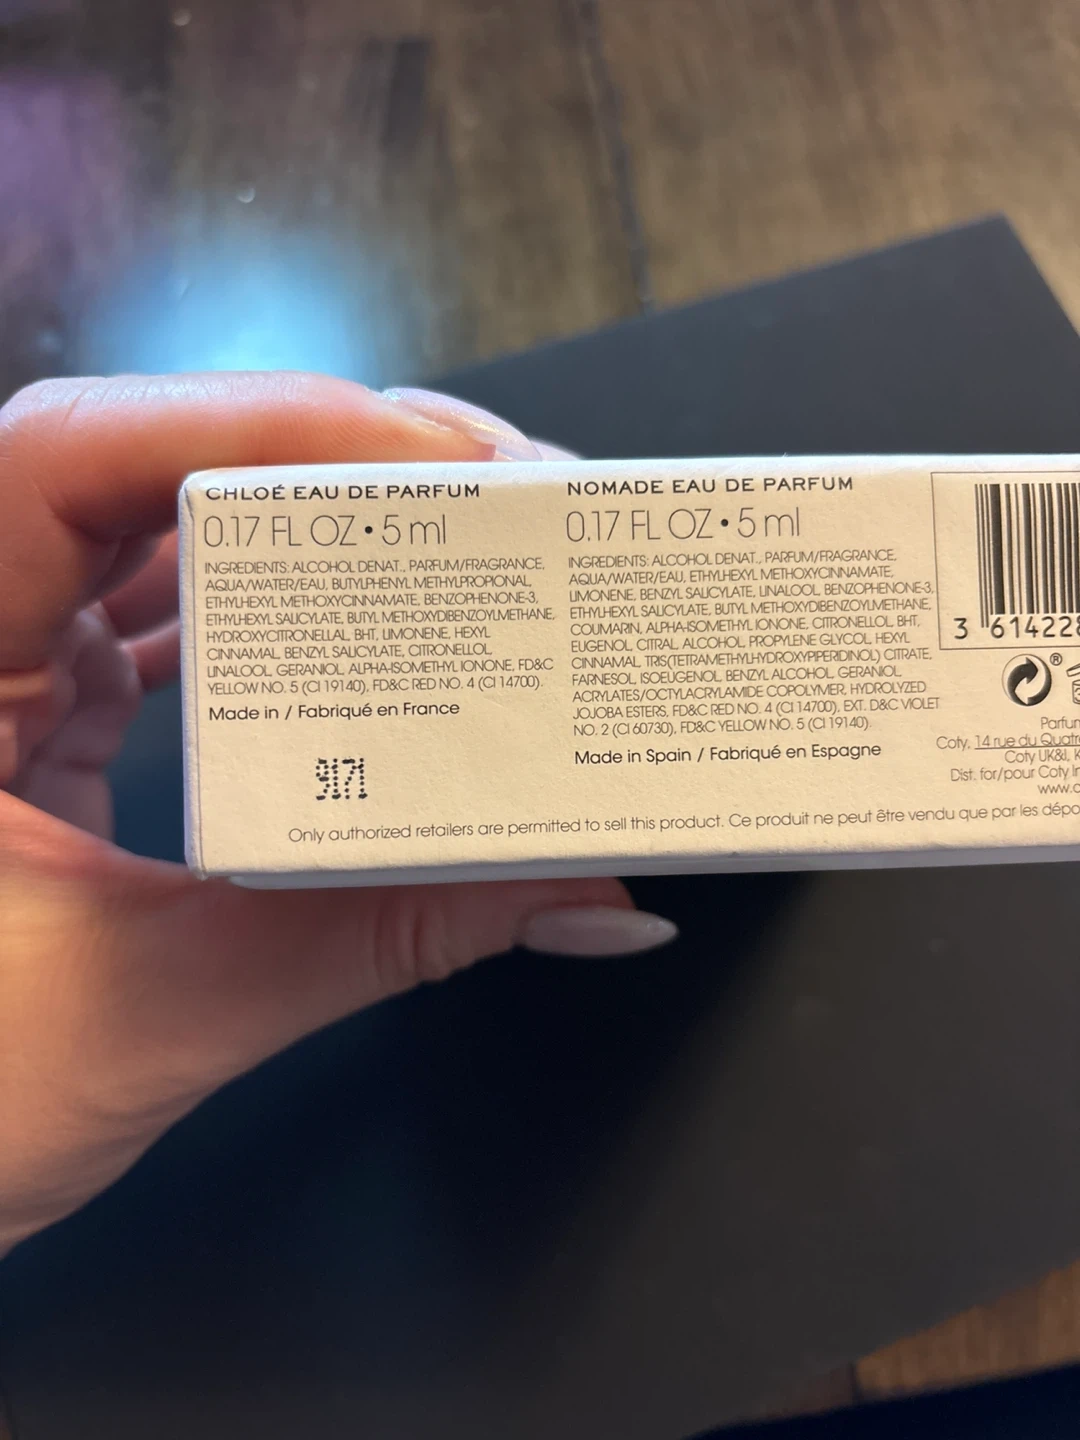 CHLOÉ EAU DE PARFUM
0.17 FL OZ • 5 ml
INGREDIENTS: ALCOHOL DENAT., PARFUM/FRAGRANCE,
AQUA/WATER/EAU, BUTYLPHENYL METHYLPROPIONAL,
ETHYLHEXYL METHOXYCINNAMATE, BENZOPHENONE-3,
ETHYLHEXYL SALICYLATE, BUTYL METHOXYDIBENZOYLMETHANE,
HYDROXYCITRONELLAL, BHT, LIMONENE, HEXYL
CINNAMAL, BENZYL SALICYLATE, CITRONELLOL,
LINALOOL, GERANIOL, ALPHA-ISOMETHYL IONONE, FD&C
YELLOW NO. 5 (CI 19140), FD&C RED NO. 4 (CI 14700).
Made in / Fabriqué en France
9171
NOMADE EAU DE PARFUM
0.17 FL OZ • 5 ml
INGREDIENTS: ALCOHOL DENAT., PARFUM/FRAGRANCE,
AQUA/WATER/EAU, ETHYLHEXYL METHOXYCINNAMATE,
LIMONENE, BENZYL SALICYLATE, LINALOOL, BENZOPHENONE-3,
ETHYLHEXYL SALICYLATE, BUTYL METHOXYDIBENZOYLMETHANE,
COUMARIN, ALPHA-ISOMETHYL IONONE, CITRONELLOL, BHT,
EUGENOL, CITRAL, ALCOHOL, PROPYLENE GLYCOL, HEXYL
CINNAMAL, TRIS(TETRAMETHYLHYDROXYPIPERIDINOL) CITRATE,
FARNESOL, ISOEUGENOL, BENZYL ALCOHOL, GERANIOL,
ACRYLATES/OCTYLACRYLAMIDE COPOLYMER, HYDROLYZED
JOJOBA ESTERS, FD&C RED NO. 4 (CI 14700), EXT. D&C VIOLET
NO. 2 (CI 60730), FD&C YELLOW NO. 5 (CI 19140).
Made in Spain / Fabriqué en Espagne
3 614228
®
Parfum
Coty, 14 rue du Quatre
Coty UK&I, K
Dist. for/pour Coty In
www.c
Only authorized retailers are permitted to sell this product. Ce produit ne peut être vendu que par les dépo